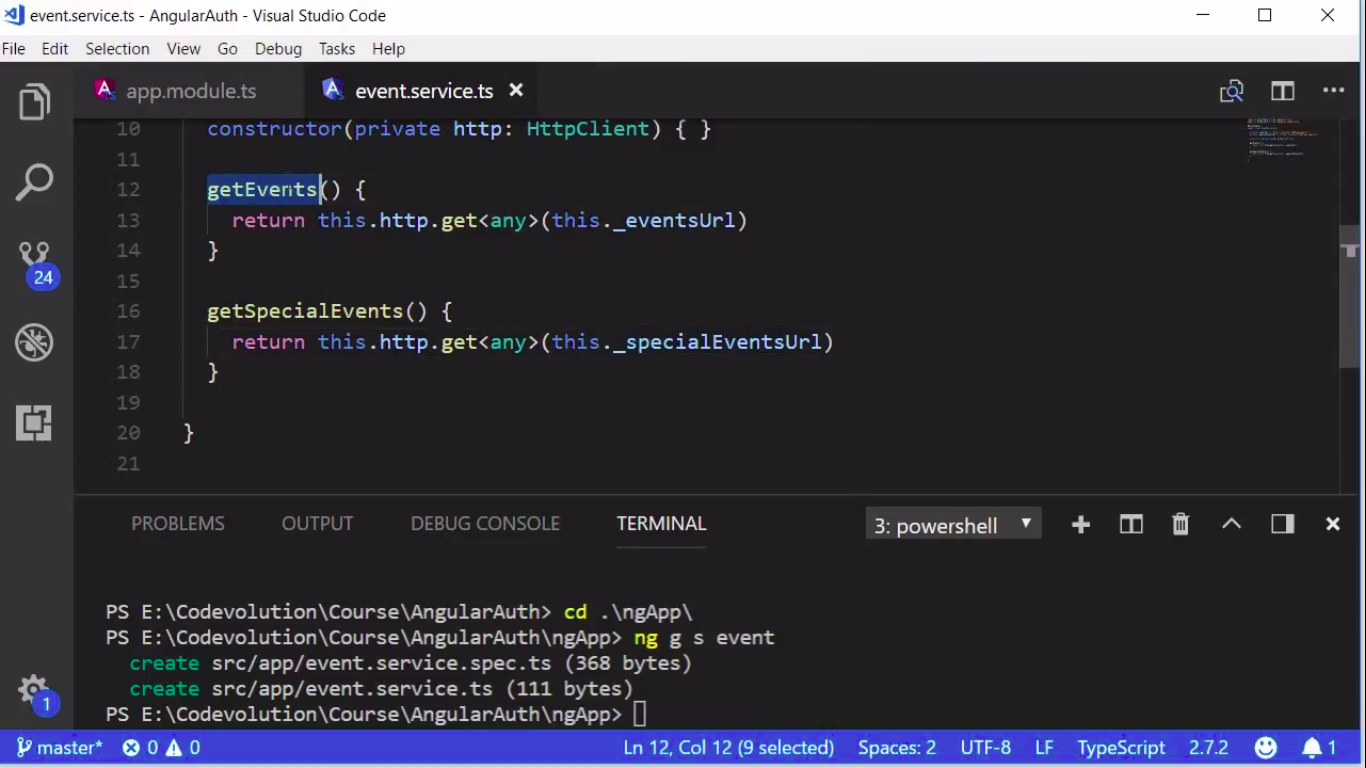 event.service.ts - AngularAuth - Visual Studio Code
File Edit Selection View Go Debug Tasks Help
app.module.ts event.service.ts
10 constructor(private http: HttpClient) { }
11
12 getEvents() {
13 return this.http.get<any>(this._eventsUrl)
14 }
15
16 getSpecialEvents() {
17 return this.http.get<any>(this._specialEventsUrl)
18 }
19
20 }
21
24
PROBLEMS OUTPUT DEBUG CONSOLE TERMINAL 3: powershell
PS E:\Codevolution\Course\AngularAuth> cd .\ngApp\
PS E:\Codevolution\Course\AngularAuth\ngApp> ng g s event
create src/app/event.service.spec.ts (368 bytes)
create src/app/event.service.ts (111 bytes)
PS E:\Codevolution\Course\AngularAuth\ngApp>
1
master* 0 0 Ln 12, Col 12 (9 selected) Spaces: 2 UTF-8 LF TypeScript 2.7.2 1